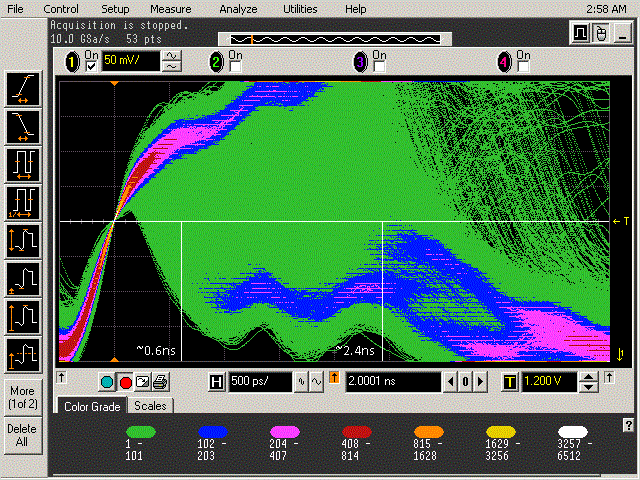 File Control Setup Measure Analyze Utilities Help 2:58 AM
Acquisition is stopped.
10.0 GSa/s 53 pts
1 On 50 mV/ 2 On 3 On 4 On
T
~0.6ns ~2.4ns
H 500 ps/ 2.0001 ns 0 T 1.200 V
More
(1 of 2)
Delete
All
Color Grade Scales
?
1 - 102 - 204 - 408 - 815 - 1629 - 3257 -
101 203 407 814 1628 3256 6512